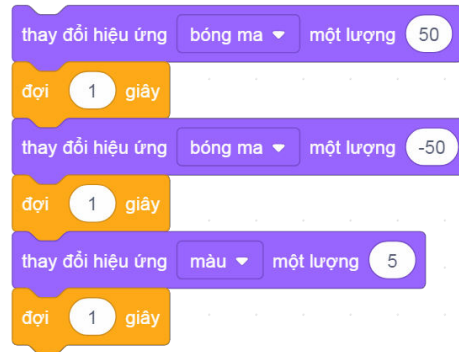 thay đổi hiệu ứng bóng ma một lượng 50
đợi 1 giây
thay đổi hiệu ứng bóng ma một lượng -50
đợi 1 giây
thay đổi hiệu ứng màu một lượng 5
đợi 1 giây